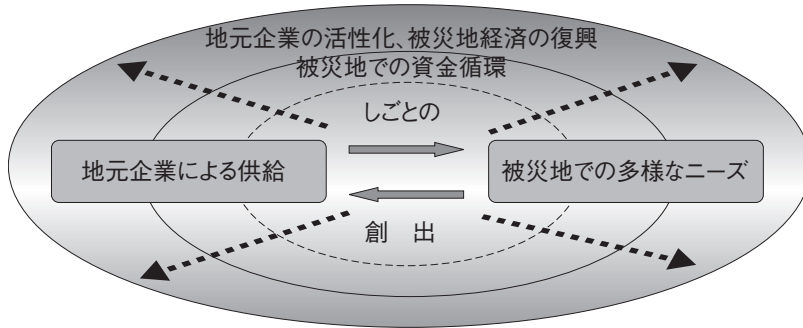 地元企業の活性化、被災地経済の復興
被災地での資金循環
しごとの
地元企業による供給
被災地での多様なニーズ
創　出